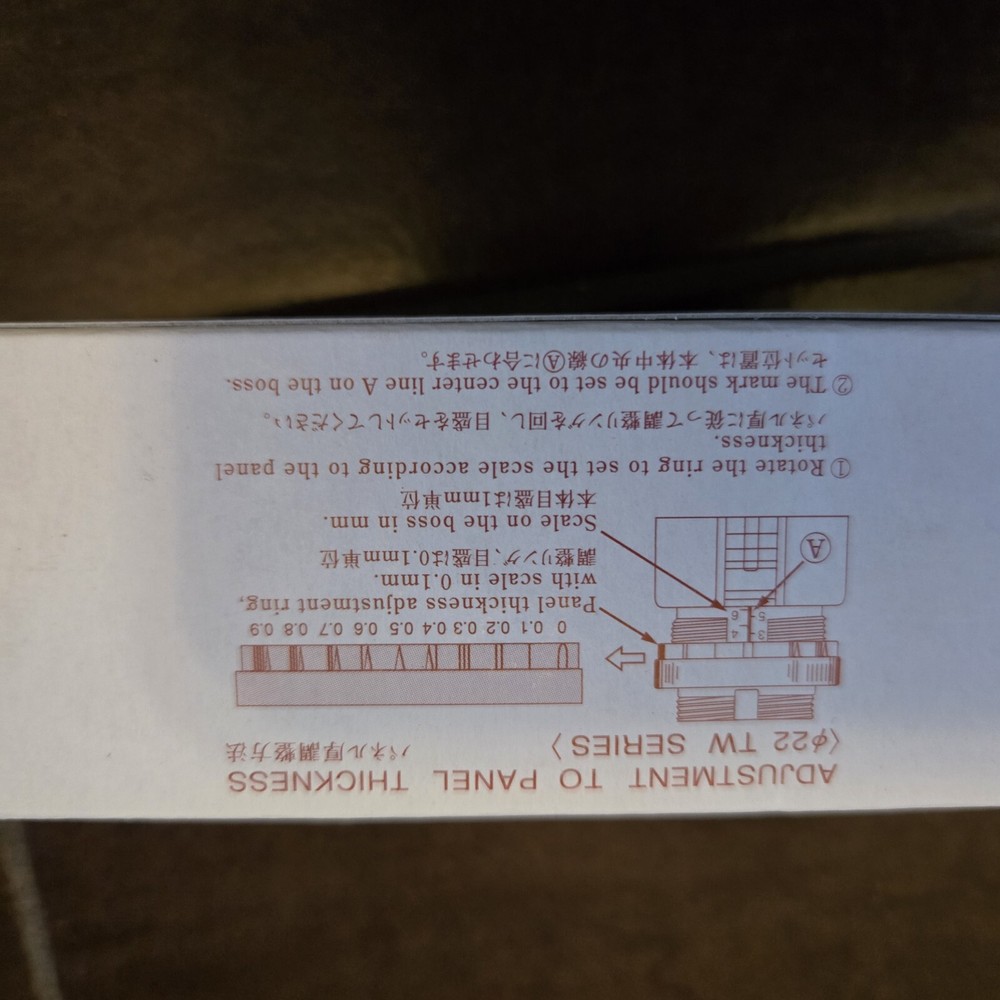 ADJUSTMENT TO PANEL THICKNESS
〈φ22 TW SERIES〉 パネル厚調整方法
0 0.1 0.2 0.3 0.4 0.5 0.6 0.7 0.8 0.9
3 4
5 6
A
Panel thickness adjustment ring,
with scale in 0.1mm.
調整リング、目盛は0.1mm単位
Scale on the boss in mm.
本体目盛は1mm単位
① Rotate the ring to set the scale according to the panel
thickness.
パネル厚に従って調整リングを回し、目盛をセットしてください。
② The mark should be set to the center line A on the boss.
セット位置は、本体中央の線Ⓐに合わせます。